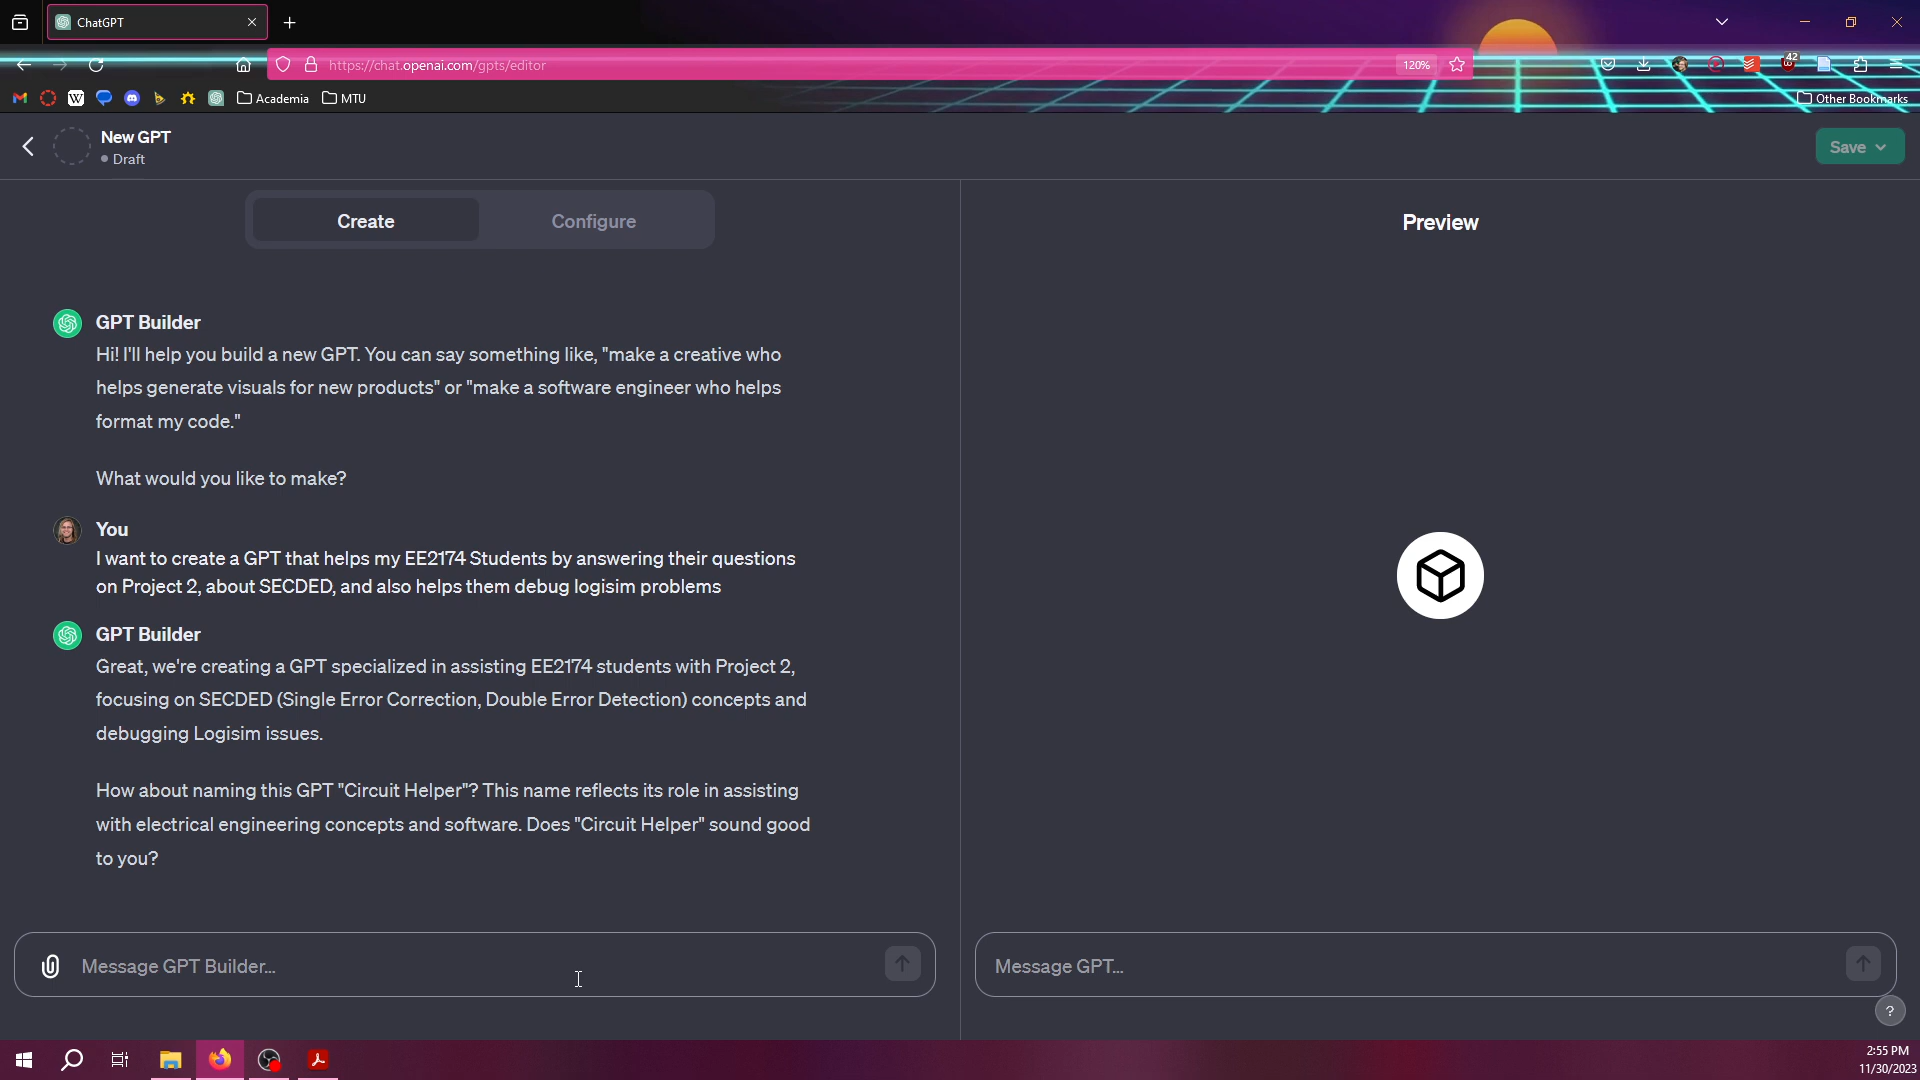 ChatGPT
https://chat.openai.com/gpts/editor
120%
42
Academia
MTU
Other Bookmarks
New GPT
Draft
Save
Create
Configure
Preview
GPT Builder
Hi! I'll help you build a new GPT. You can say something like, "make a creative who
helps generate visuals for new products" or "make a software engineer who helps
format my code."
What would you like to make?
You
I want to create a GPT that helps my EE2174 Students by answering their questions
on Project 2, about SECDED, and also helps them debug logisim problems
GPT Builder
Great, we're creating a GPT specialized in assisting EE2174 students with Project 2,
focusing on SECDED (Single Error Correction, Double Error Detection) concepts and
debugging Logisim issues.
How about naming this GPT "Circuit Helper"? This name reflects its role in assisting
with electrical engineering concepts and software. Does "Circuit Helper" sound good
to you?
Message GPT Builder...
Message GPT...
?
2:55 PM
11/30/2023